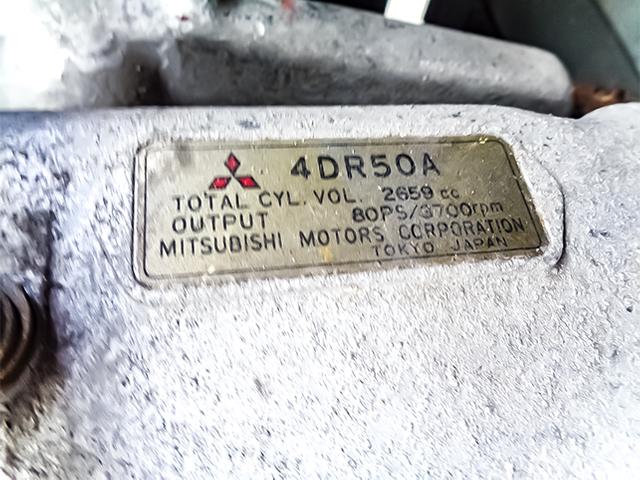 4DR50A
TOTAL CYL. VOL. 2659 cc
OUTPUT 80PS/3700rpm
MITSUBISHI MOTORS CORPORATION
TOKYO JAPAN